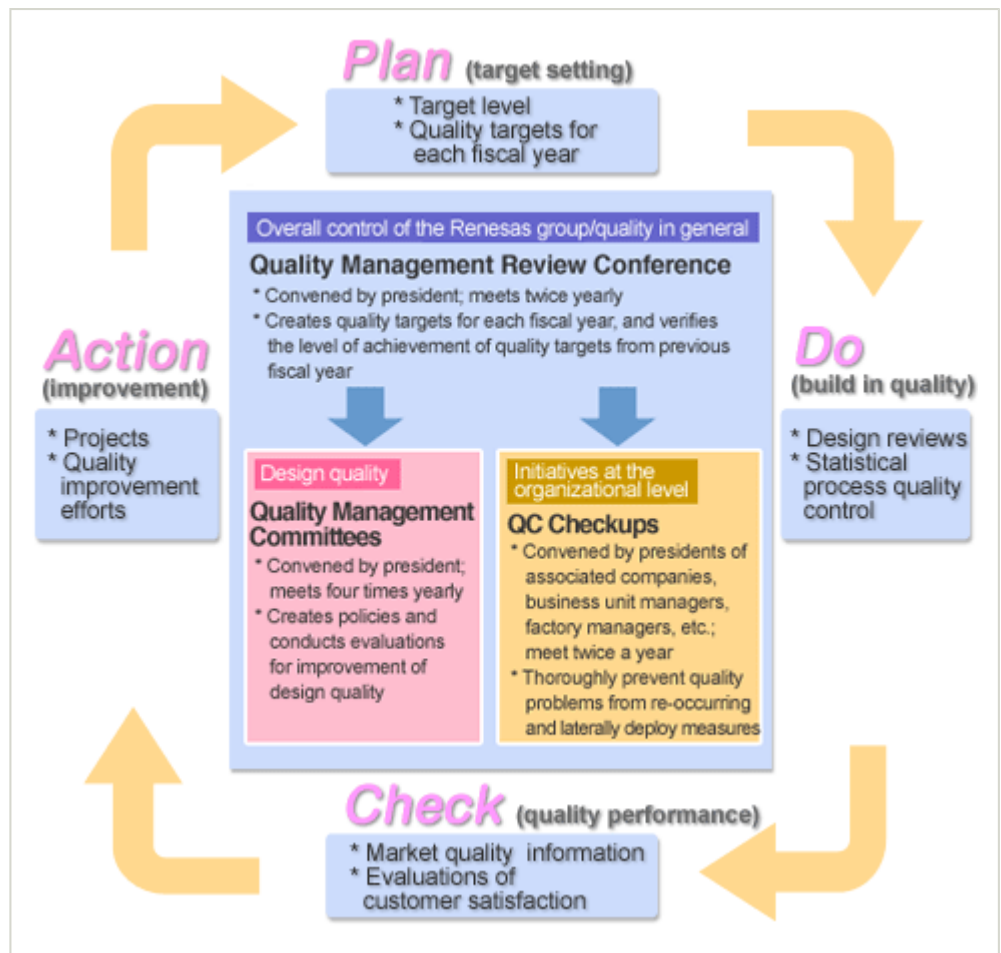 Plan (target setting)
* Target level
* Quality targets for
each fiscal year
Overall control of the Renesas group/quality in general
Quality Management Review Conference
* Convened by president; meets twice yearly
* Creates quality targets for each fiscal year, and verifies
the level of achievement of quality targets from previous
fiscal year
Design quality
Quality Management
Committees
* Convened by president;
meets four times yearly
* Creates policies and
conducts evaluations
for improvement of
design quality
Initiatives at the
organizational level
QC Checkups
* Convened by presidents of
associated companies,
business unit managers,
factory managers, etc.;
meet twice a year
* Thoroughly prevent quality
problems from re-occurring
and laterally deploy measures
Do
(build in quality)
* Design reviews
* Statistical
process quality
control
Check (quality performance)
* Market quality information
* Evaluations of
customer satisfaction
Action
(improvement)
* Projects
* Quality
improvement
efforts